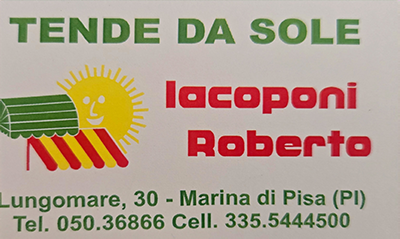 TENDE DA SOLE
Iacoponi
Roberto
Lungomare, 30 - Marina di Pisa (PI)
Tel. 050.36866 Cell. 335.5444500